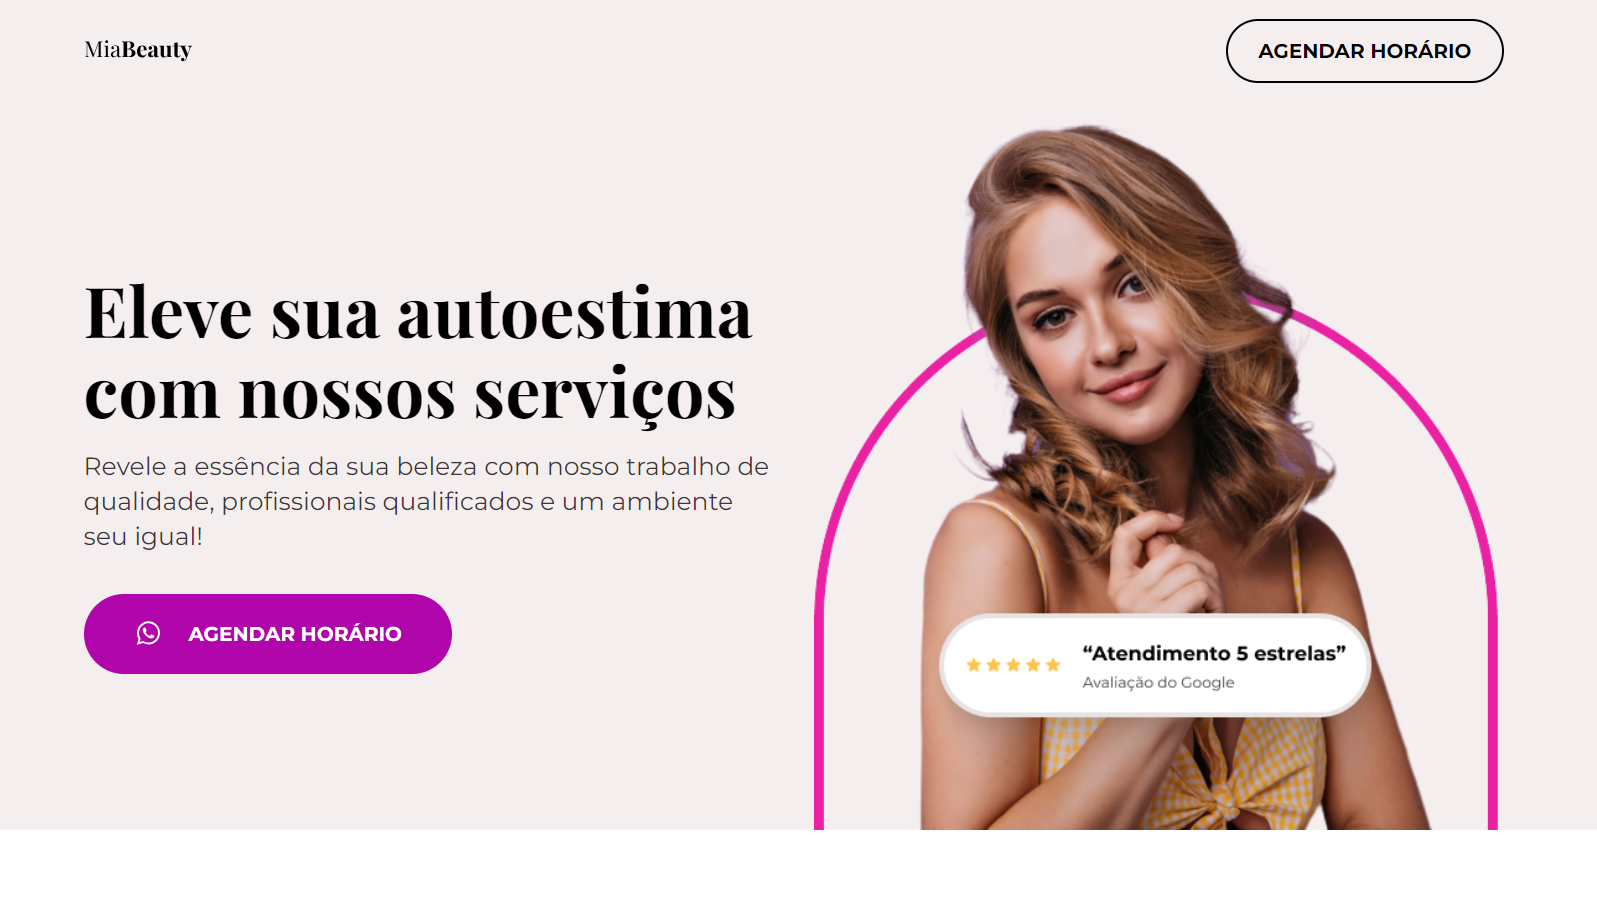 MiaBeauty
AGENDAR HORÁRIO
Eleve sua autoestima
com nossos serviços
Revele a essência da sua beleza com nosso trabalho de
qualidade, profissionais qualificados e um ambiente
seu igual!
AGENDAR HORÁRIO
“Atendimento 5 estrelas”
Avaliação do Google